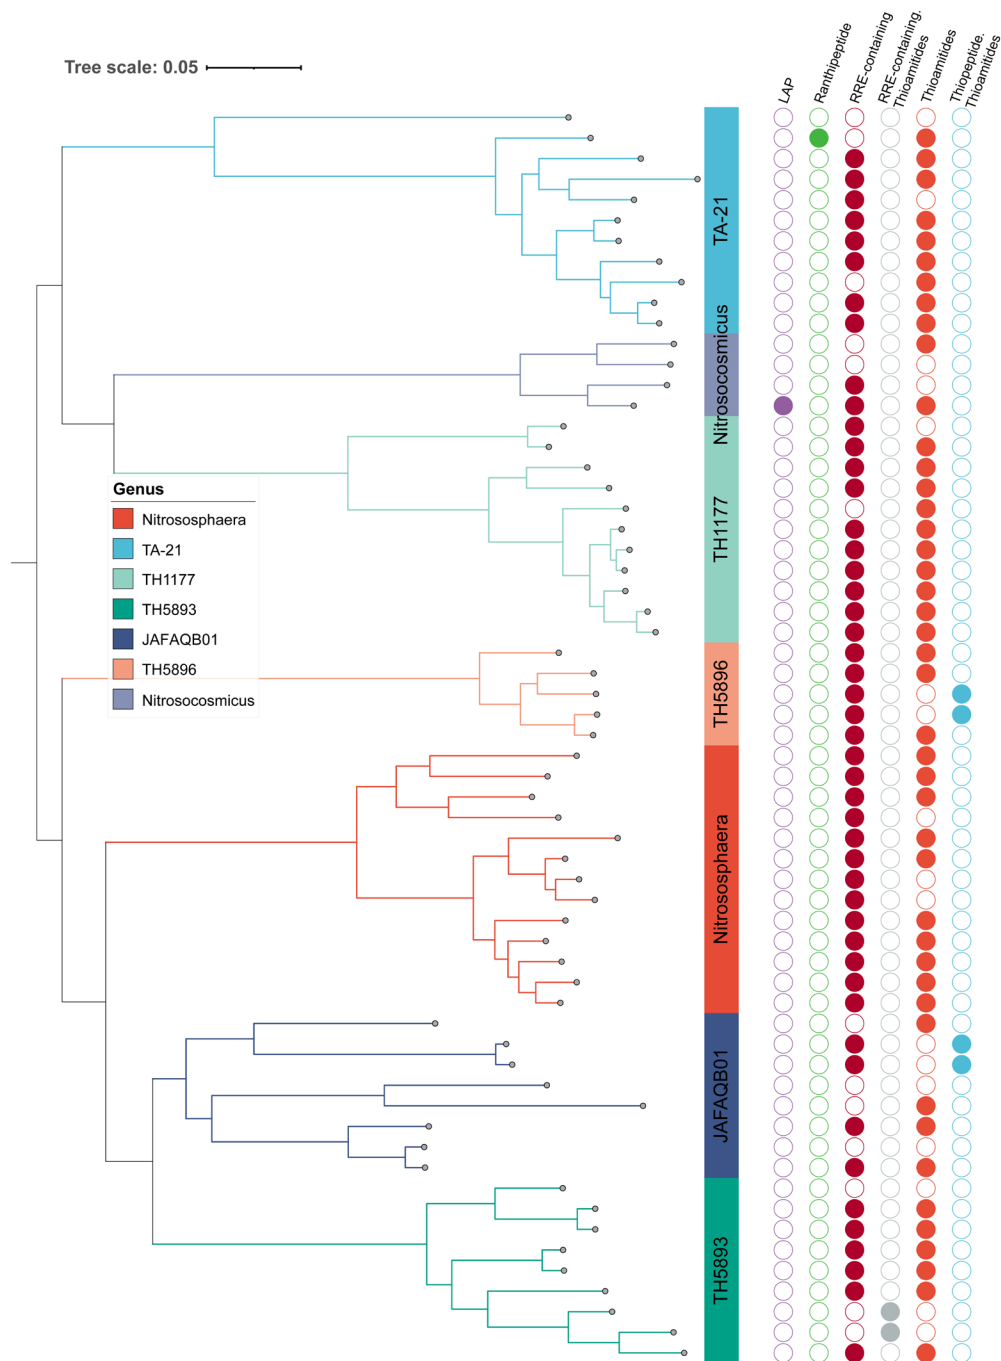 Tree scale: 0.05
LAP
Ranthipeptide
RRE-containing
RRE-containing.
Thioamitides
Thioamitides
Thiopeptide.
Thioamitides
TA-21
Nitrosocosmicus
TH1177
TH5896
Nitrososphaera
JAFAQB01
TH5893
Genus
Nitrososphaera
TA-21
TH1177
TH5893
JAFAQB01
TH5896
Nitrosocosmicus